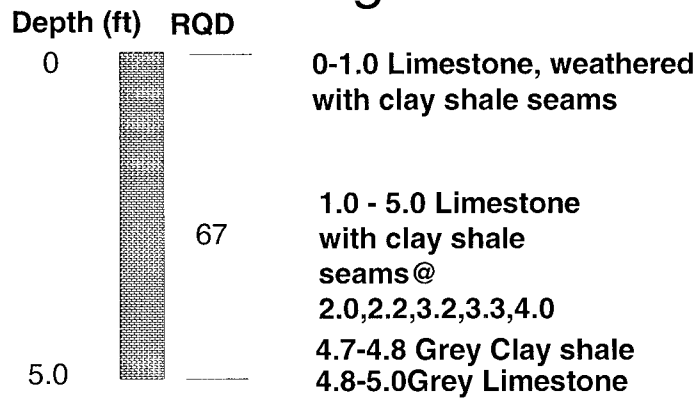 Depth (ft) RQD
0
0-1.0 Limestone, weathered
with clay shale seams
67
1.0 - 5.0 Limestone
with clay shale
seams@
2.0,2.2,3.2,3.3,4.0
4.7-4.8 Grey Clay shale
5.0
4.8-5.0Grey Limestone